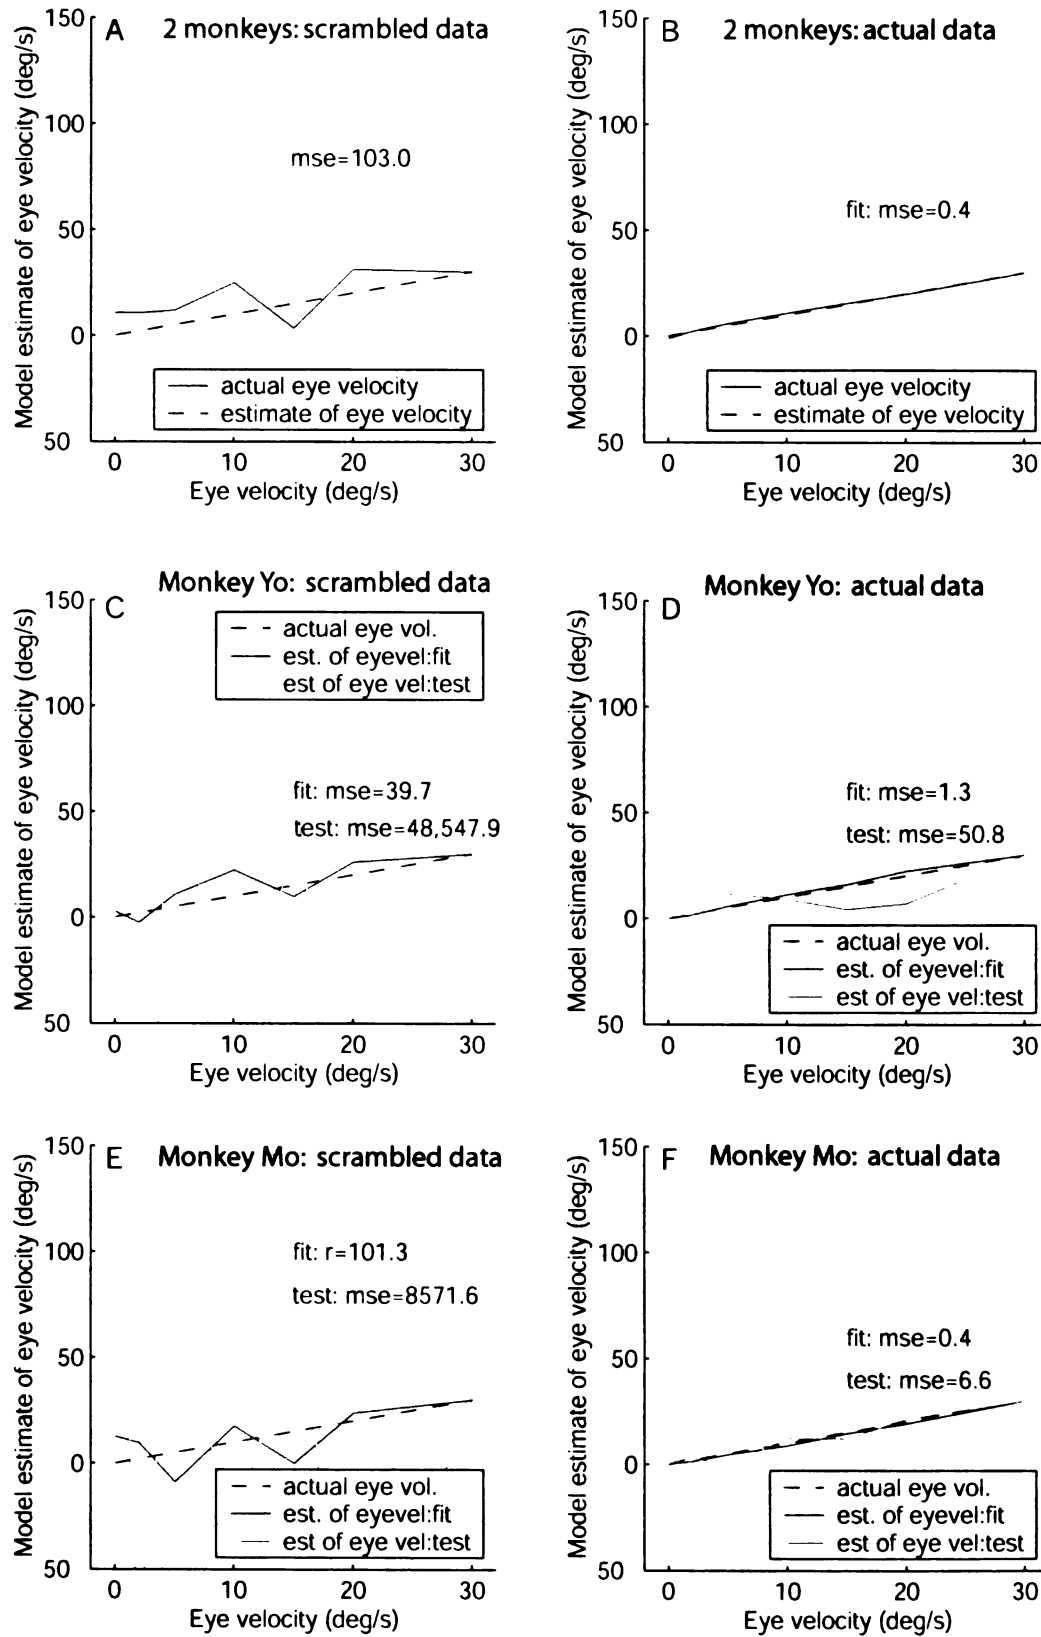 A 2 monkeys: scrambled data
150
100
50
0
50
Model estimate of eye velocity (deg/s)
mse=103.0
actual eye velocity
estimate of eye velocity
0 10 20 30
Eye velocity (deg/s)
B 2 monkeys: actual data
150
100
50
0
50
Model estimate of eye velocity (deg/s)
fit: mse=0.4
actual eye velocity
estimate of eye velocity
0 10 20 30
Eye velocity (deg/s)
C Monkey Yo: scrambled data
150
100
50
0
50
Model estimate of eye velocity (deg/s)
actual eye vol.
est. of eyevel:fit
est of eye vel:test
fit: mse=39.7
test: mse=48,547.9
0 10 20 30
Eye velocity (deg/s)
D Monkey Yo: actual data
150
100
50
0
50
Model estimate of eye velocity (deg/s)
fit: mse=1.3
test: mse=50.8
actual eye vol.
est. of eyevel:fit
est of eye vel:test
0 10 20 30
Eye velocity (deg/s)
E Monkey Mo: scrambled data
150
100
50
0
50
Model estimate of eye velocity (deg/s)
fit: r=101.3
test: mse=8571.6
actual eye vol.
est. of eyevel:fit
est of eye vel:test
0 10 20 30
Eye velocity (deg/s)
F Monkey Mo: actual data
150
100
50
0
50
Model estimate of eye velocity (deg/s)
fit: mse=0.4
test: mse=6.6
actual eye vol.
est. of eyevel:fit
est of eye vel:test
0 10 20 30
Eye velocity (deg/s)